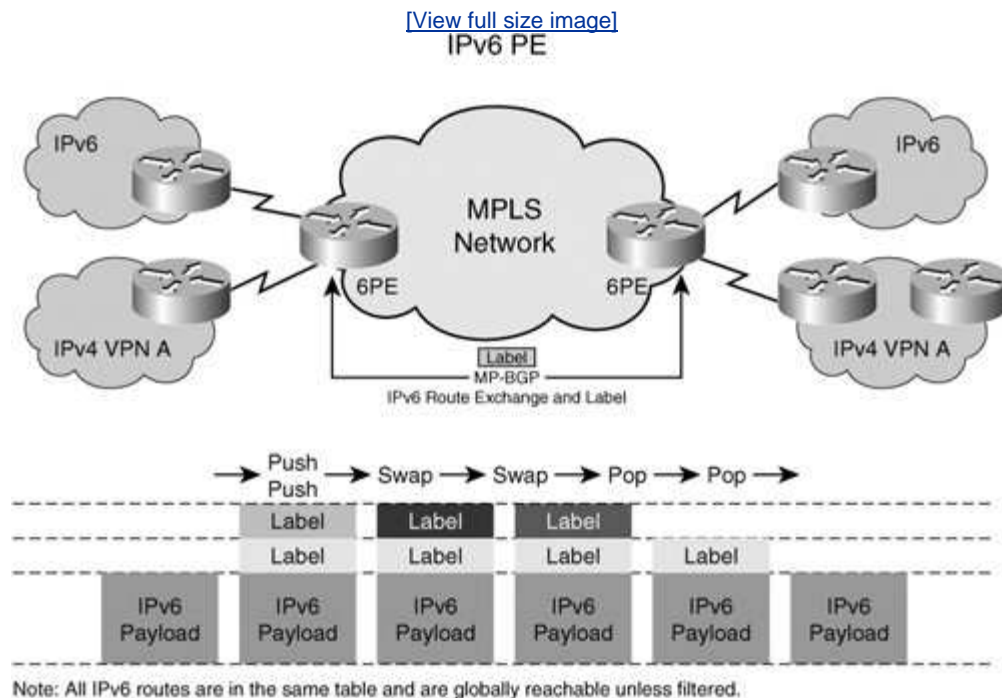 [View full size image]
IPv6 PE
IPv6
IPv6
MPLS
Network
6PE
6PE
IPv4 VPN A
IPv4 VPN A
Label
MP-BGP
IPv6 Route Exchange and Label
Push
Push
Swap
Swap
Pop
Pop
Label
Label
Label
Label
Label
Label
Label
IPv6
Payload
IPv6
Payload
IPv6
Payload
IPv6
Payload
IPv6
Payload
IPv6
Payload
Note: All IPv6 routes are in the same table and are globally reachable unless filtered.